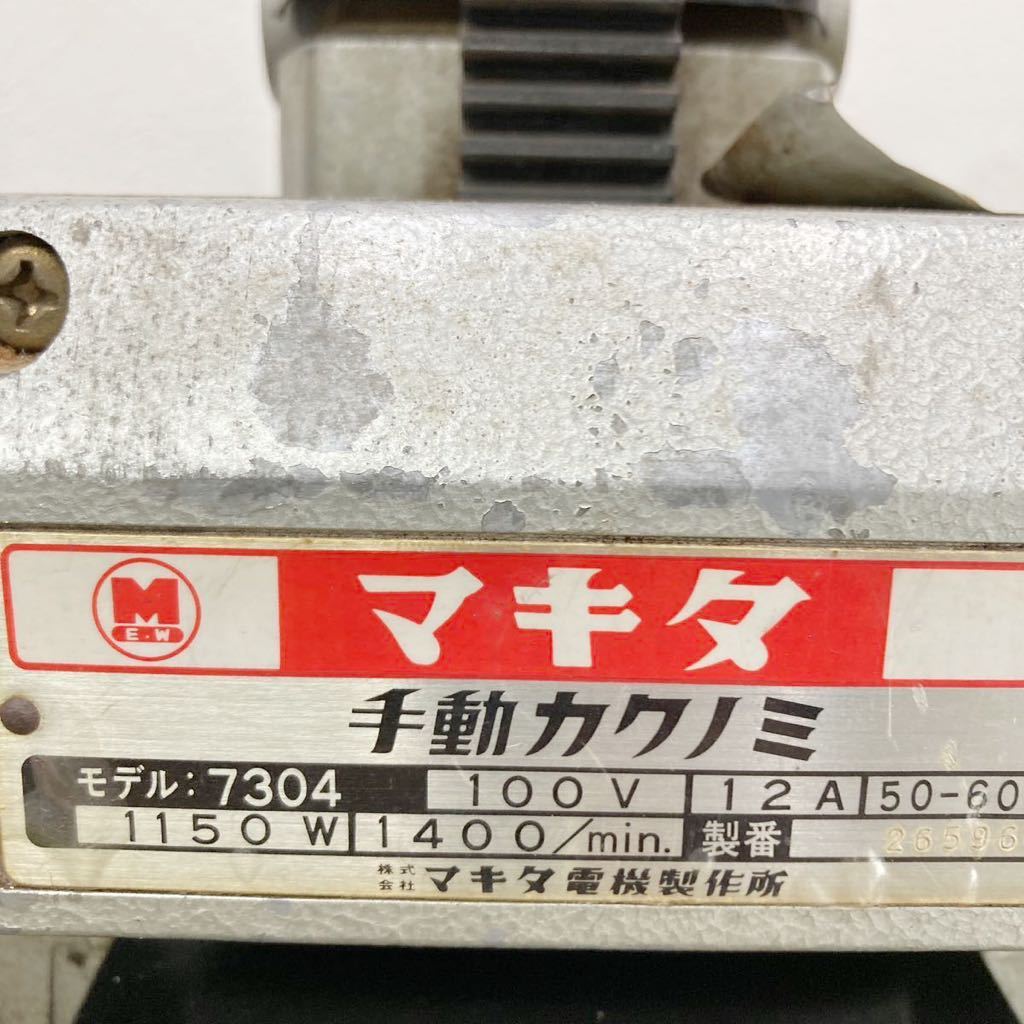 M
E.W
マキタ
手動カクノミ
モデル: 7304 100V 12A 50-60
1150W 1400/min. 製番 26596
株式会社 マキタ電機製作所